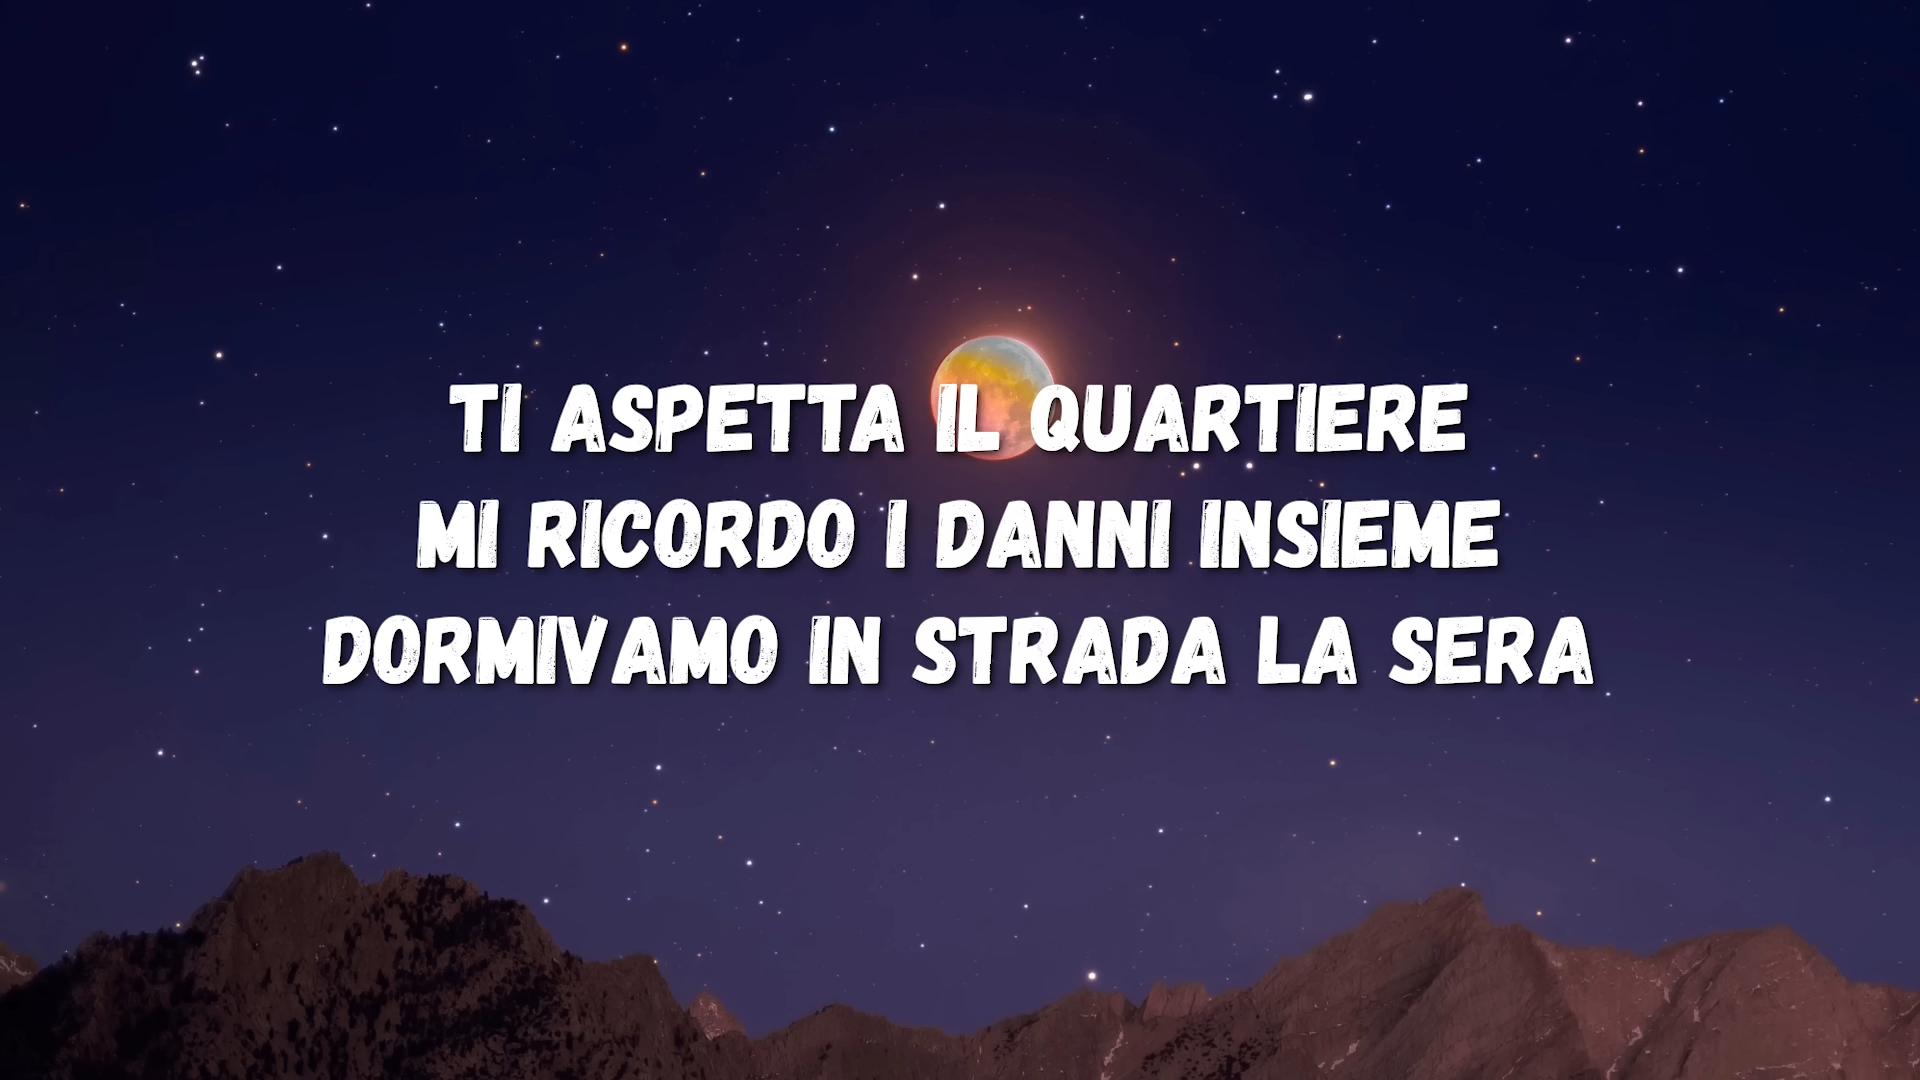 TI ASPETTA IL QUARTIERE
MI RICORDO I DANNI INSIEME
DORMIVAMO IN STRADA LA SERA